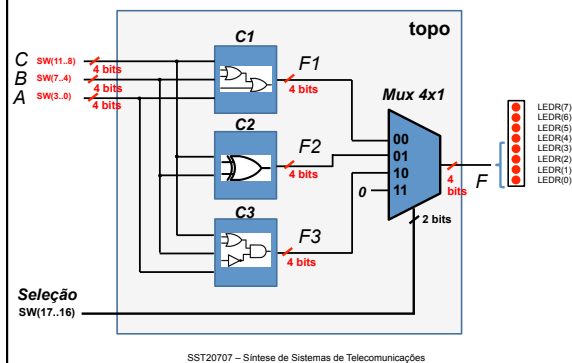 topo
C1
C SW(11..8) 4 bits
B SW(7..4) 4 bits
A SW(3..0) 4 bits
F1
4 bits
Mux 4x1
C2
F2
4 bits
00
01
10
11
0
4 bits
F
LEDR(7)
LEDR(6)
LEDR(5)
LEDR(4)
LEDR(3)
LEDR(2)
LEDR(1)
LEDR(0)
2 bits
C3
F3
4 bits
Seleção
SW(17..16)
SST20707 – Síntese de Sistemas de Telecomunicações